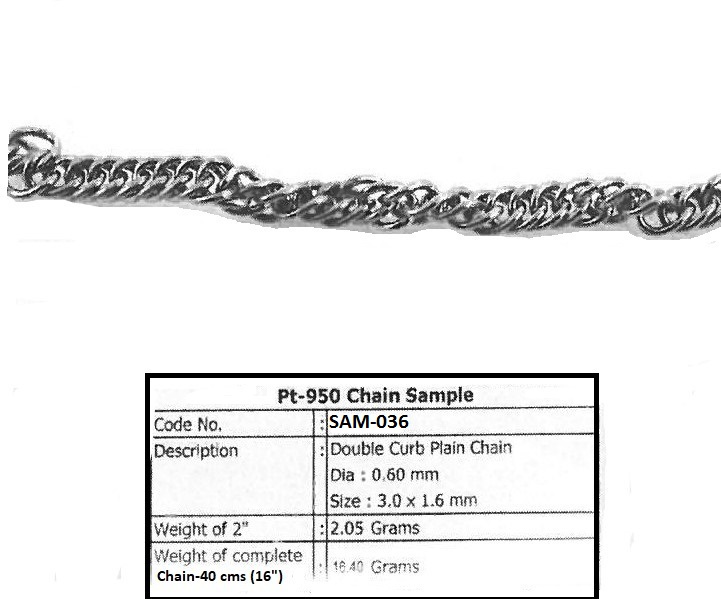 Pt-950 Chain Sample
Code No. : SAM-036
Description : Double Curb Plain Chain
Dia : 0.60 mm
Size : 3.0 x 1.6 mm
Weight of 2" : 2.05 Grams
Weight of complete
Chain-40 cms (16") : 16.40 Grams